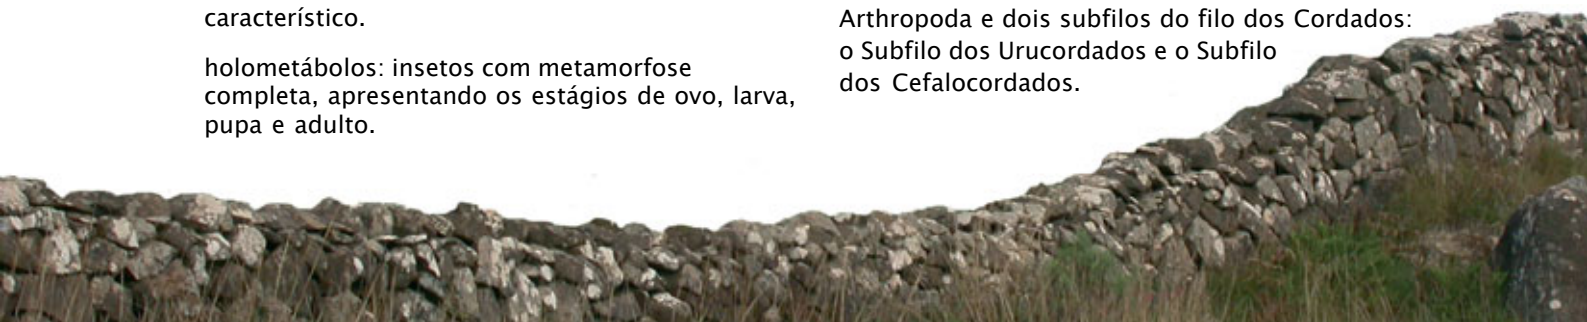 característico.
holometábolos: insetos com metamorfose
completa, apresentando os estágios de ovo, larva,
pupa e adulto.
Arthropoda e dois subfilos do filo dos Cordados:
o Subfilo dos Urucordados e o Subfilo
dos Cefalocordados.